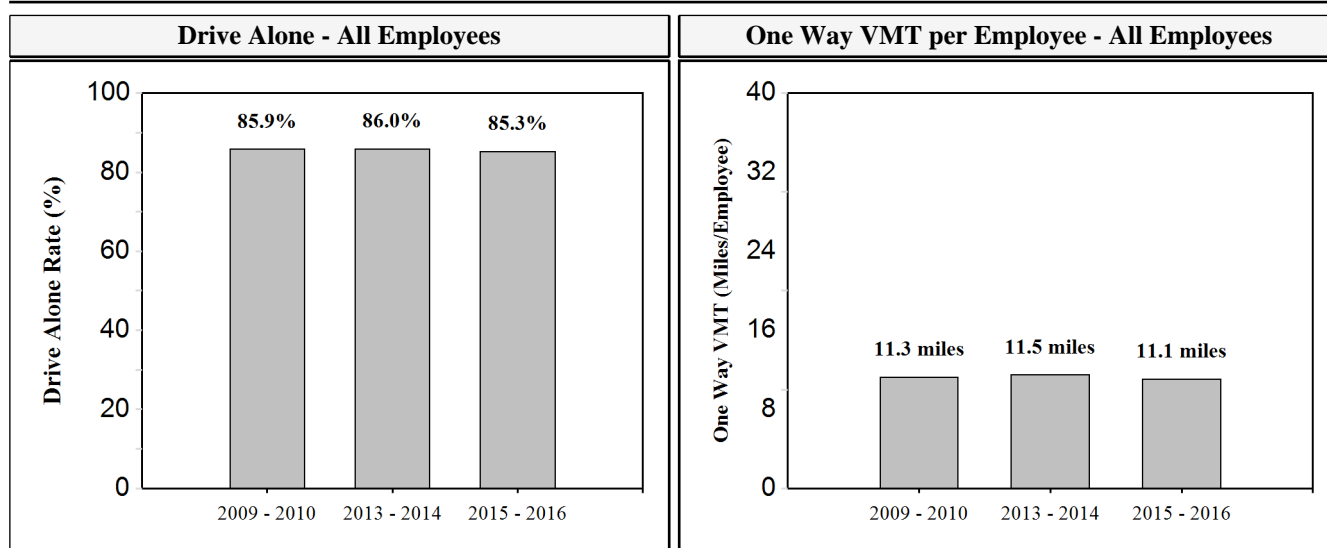 Drive Alone - All Employees
Drive Alone Rate (%)
100
80
60
40
20
0
85.9%
86.0%
85.3%
2009 - 2010
2013 - 2014
2015 - 2016
One Way VMT per Employee - All Employees
One Way VMT (Miles/Employee)
40
32
24
16
8
0
11.3 miles
11.5 miles
11.1 miles
2009 - 2010
2013 - 2014
2015 - 2016